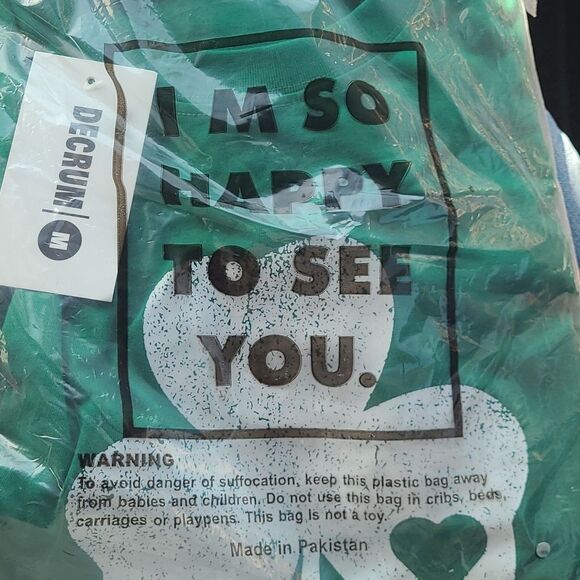 DECRUM | M
I M SO
HAPPY
TO SEE
YOU.
WARNING
To avoid danger of suffocation, keep this plastic bag away
from babies and children. Do not use this bag in cribs, beds,
carriages or playpens. This bag is not a toy.
Made in Pakistan